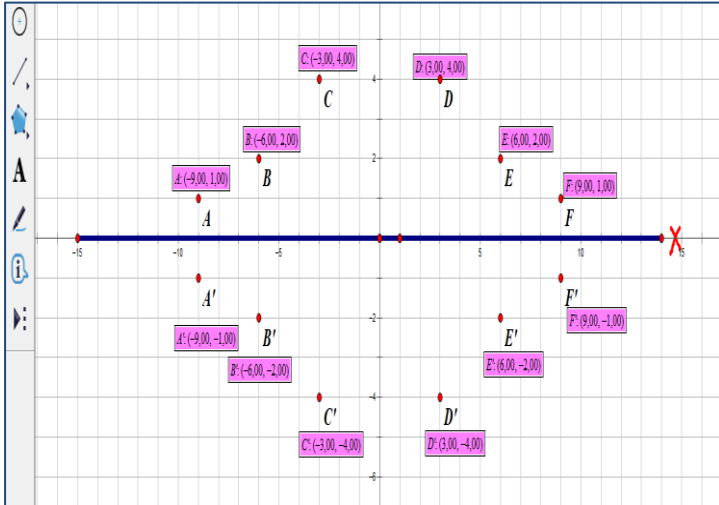 C: (−3,00, 4,00)
D: (3,00, 4,00)
4
C
D
B: (−6,00, 2,00)
E: (6,00, 2,00)
2
A
B
E
A: (−9,00, 1,00)
F: (9,00, 1,00)
A
F
X
−15
−10
−5
5
10
15
A'
F'
−2
B'
E'
A': (−9,00, −1,00)
F': (9,00, −1,00)
B': (−6,00, −2,00)
E': (6,00, −2,00)
−4
C'
D'
C': (−3,00, −4,00)
D': (3,00, −4,00)
−6